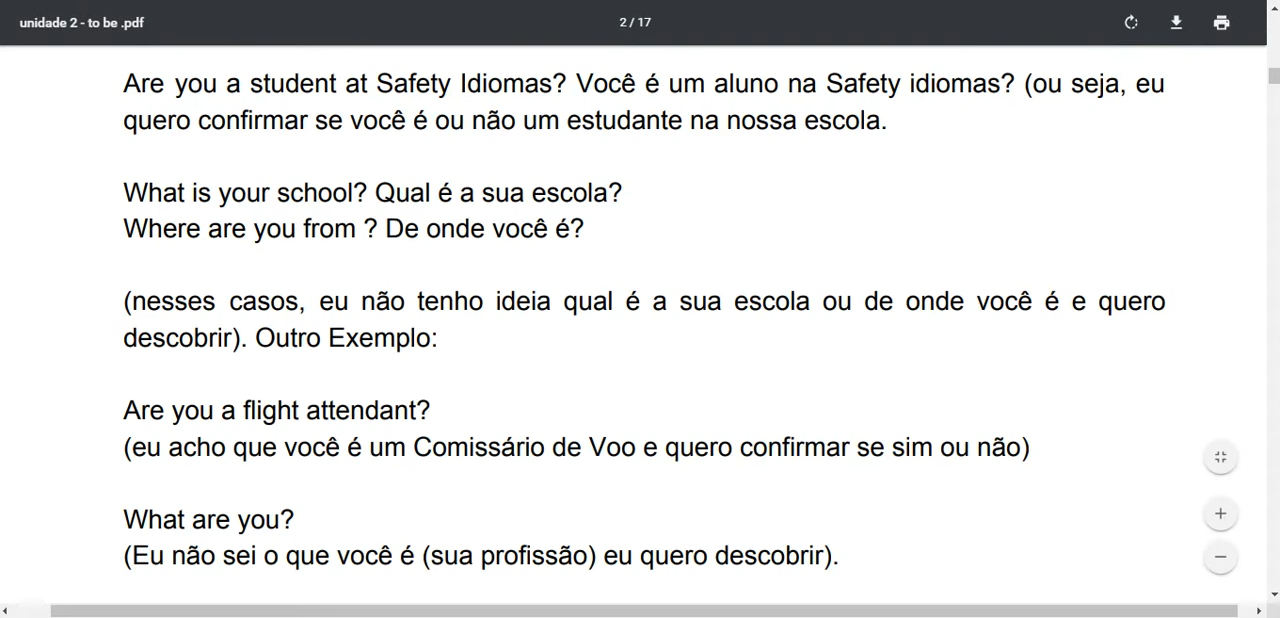 unidade 2 - to be .pdf
2 / 17
Are you a student at Safety Idiomas? Você é um aluno na Safety idiomas? (ou seja, eu
quero confirmar se você é ou não um estudante na nossa escola.
What is your school? Qual é a sua escola?
Where are you from ? De onde você é?
(nesses casos, eu não tenho ideia qual é a sua escola ou de onde você é e quero
descobrir). Outro Exemplo:
Are you a flight attendant?
(eu acho que você é um Comissário de Voo e quero confirmar se sim ou não)
What are you?
(Eu não sei o que você é (sua profissão) eu quero descobrir).